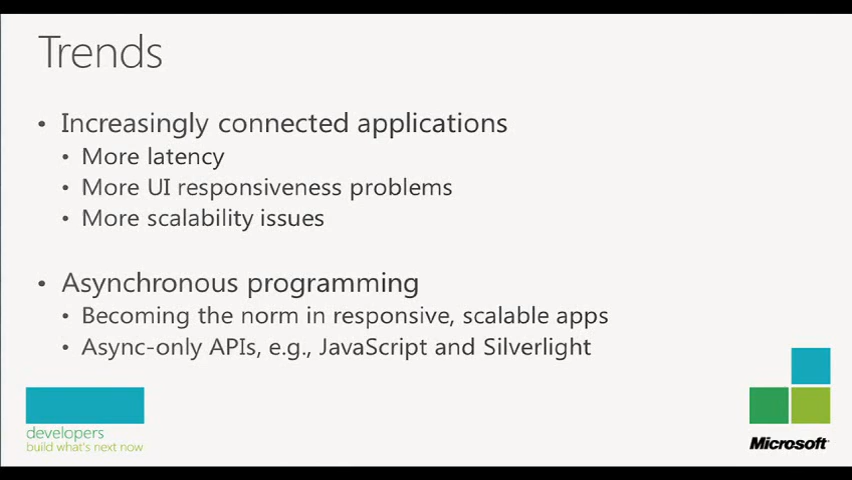 Trends
• Increasingly connected applications
• More latency
• More UI responsiveness problems
• More scalability issues
• Asynchronous programming
• Becoming the norm in responsive, scalable apps
• Async-only APIs, e.g., JavaScript and Silverlight
developers
build what's next now
Microsoft